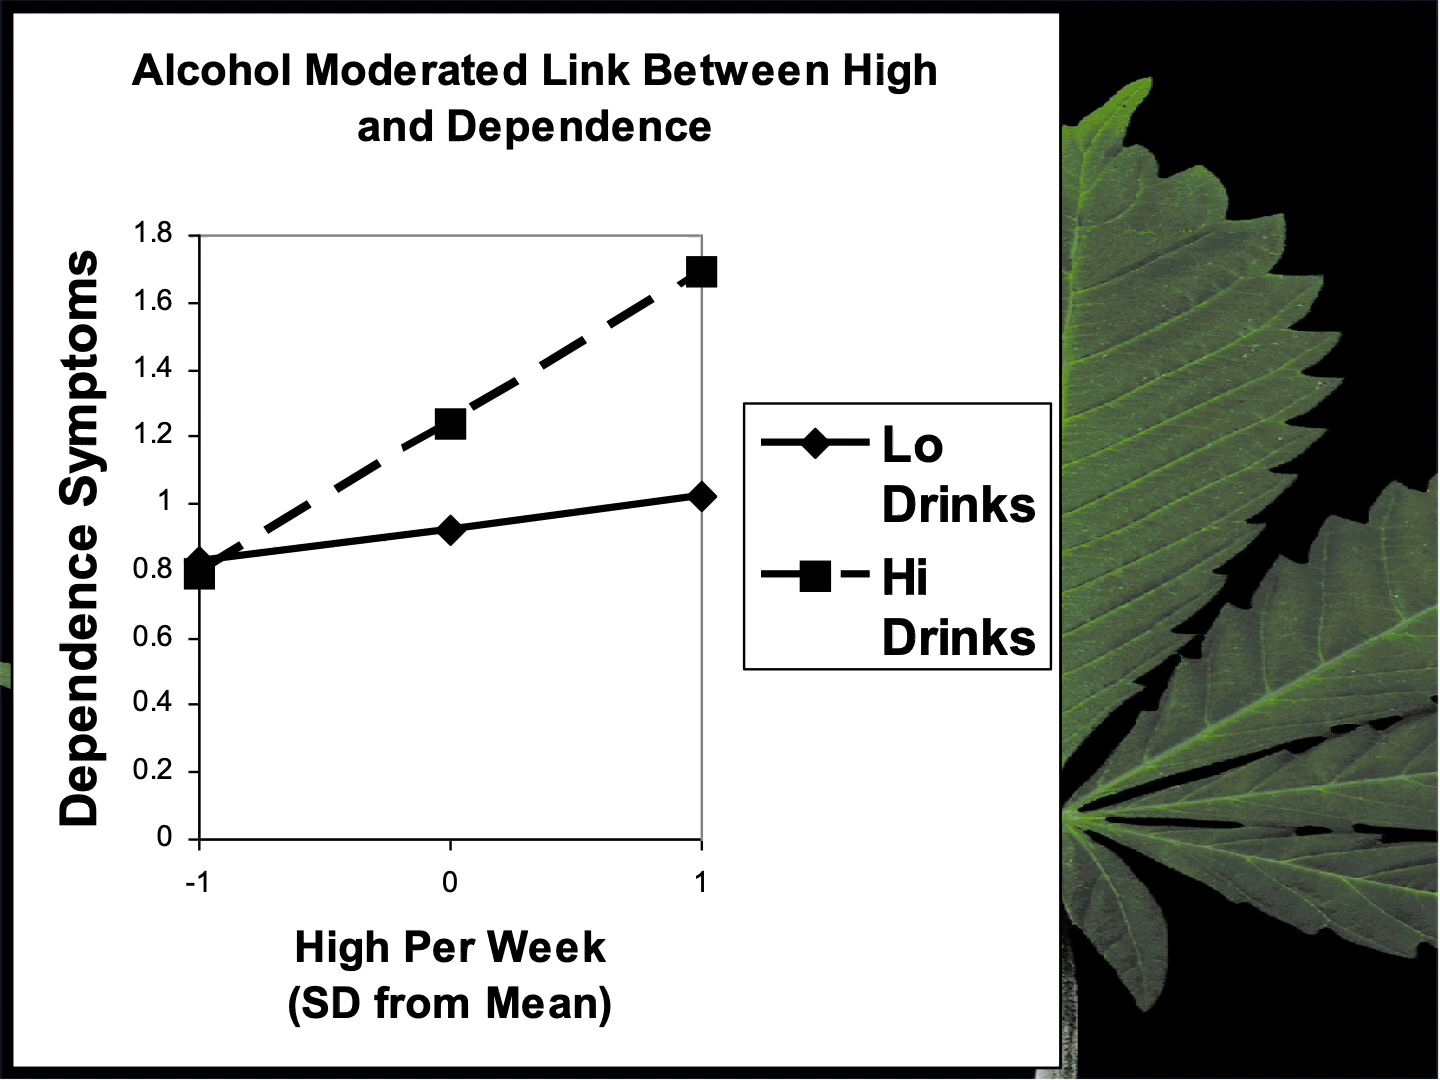 Alcohol Moderated Link Between High
and Dependence
Dependence Symptoms
1.8
1.6
1.4
1.2
1
0.8
0.6
0.4
0.2
0
-1
0
1
High Per Week
(SD from Mean)
Lo
Drinks
Hi
Drinks